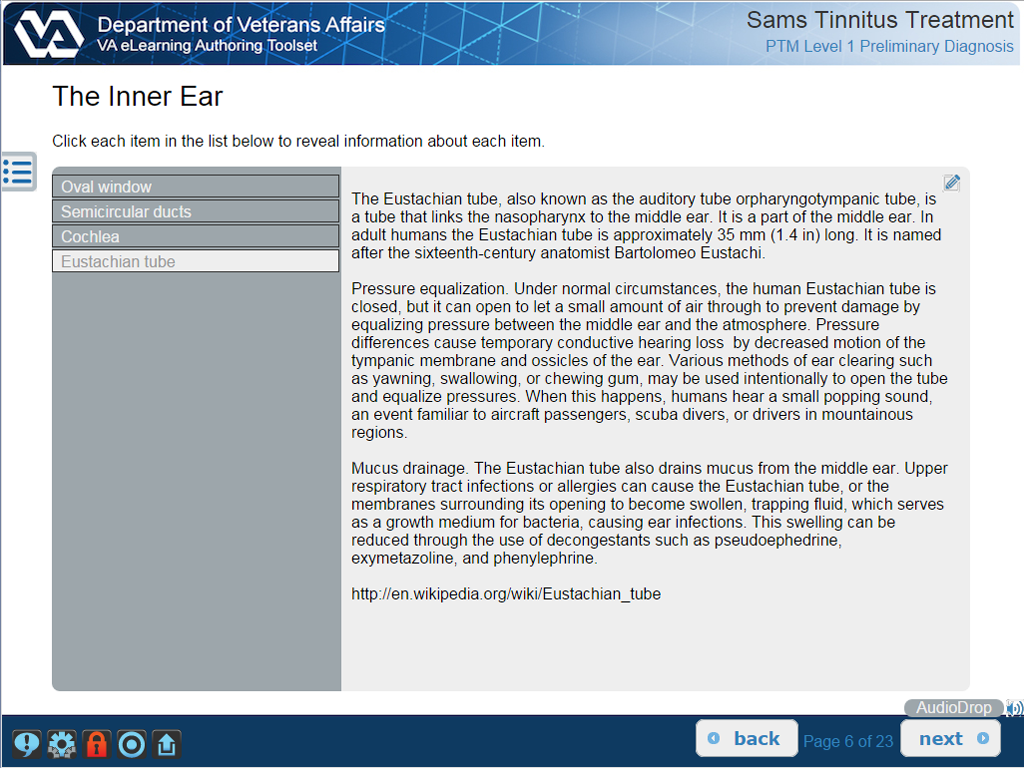 VA
Department of Veterans Affairs
VA eLearning Authoring Toolset
Sams Tinnitus Treatment
PTM Level 1 Preliminary Diagnosis
The Inner Ear
Click each item in the list below to reveal information about each item.
Oval window
Semicircular ducts
Cochlea
Eustachian tube
The Eustachian tube, also known as the auditory tube orpharyngotympanic tube, is
a tube that links the nasopharynx to the middle ear. It is a part of the middle ear. In
adult humans the Eustachian tube is approximately 35 mm (1.4 in) long. It is named
after the sixteenth-century anatomist Bartolomeo Eustachi.
Pressure equalization. Under normal circumstances, the human Eustachian tube is
closed, but it can open to let a small amount of air through to prevent damage by
equalizing pressure between the middle ear and the atmosphere. Pressure
differences cause temporary conductive hearing loss  by decreased motion of the
tympanic membrane and ossicles of the ear. Various methods of ear clearing such
as yawning, swallowing, or chewing gum, may be used intentionally to open the tube
and equalize pressures. When this happens, humans hear a small popping sound,
an event familiar to aircraft passengers, scuba divers, or drivers in mountainous
regions.
Mucus drainage. The Eustachian tube also drains mucus from the middle ear. Upper
respiratory tract infections or allergies can cause the Eustachian tube, or the
membranes surrounding its opening to become swollen, trapping fluid, which serves
as a growth medium for bacteria, causing ear infections. This swelling can be
reduced through the use of decongestants such as pseudoephedrine,
exymetazoline, and phenylephrine.
http://en.wikipedia.org/wiki/Eustachian_tube
AudioDrop
back
Page 6 of 23
next